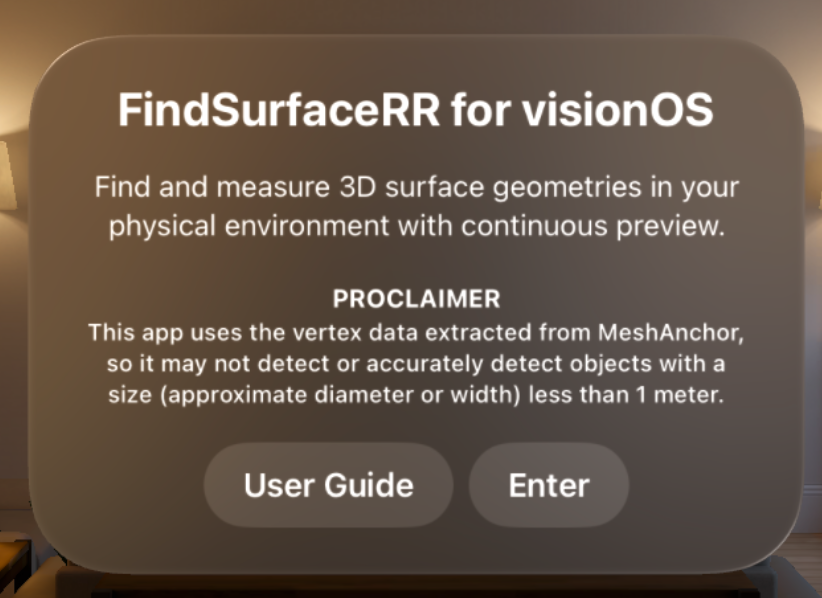 FindSurfaceRR for visionOS
Find and measure 3D surface geometries in your
physical environment with continuous preview.
PROCLAIMER
This app uses the vertex data extracted from MeshAnchor,
so it may not detect or accurately detect objects with a
size (approximate diameter or width) less than 1 meter.
User Guide
Enter